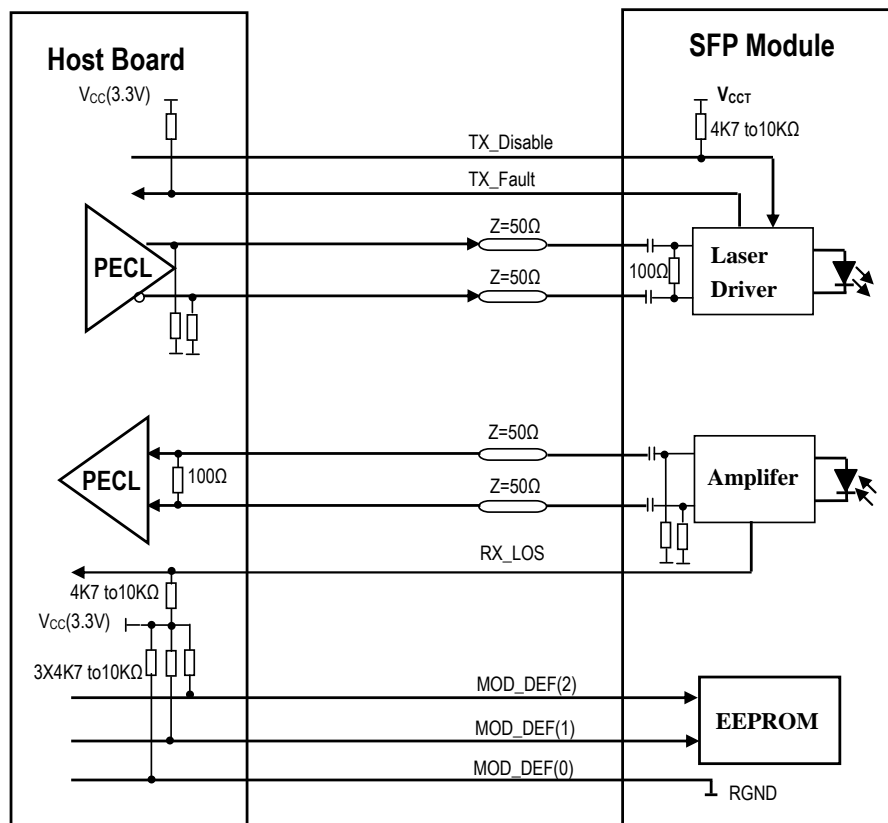 Host Board
SFP Module
VCC(3.3V)
VCCT
4K7 to10KΩ
TX_Disable
TX_Fault
PECL
Z=50Ω
Z=50Ω
100Ω
Laser
Driver
PECL
100Ω
Z=50Ω
Z=50Ω
Amplifer
RX_LOS
4K7 to10KΩ
VCC(3.3V)
3X4K7 to10KΩ
MOD_DEF(2)
EEPROM
MOD_DEF(1)
MOD_DEF(0)
RGND